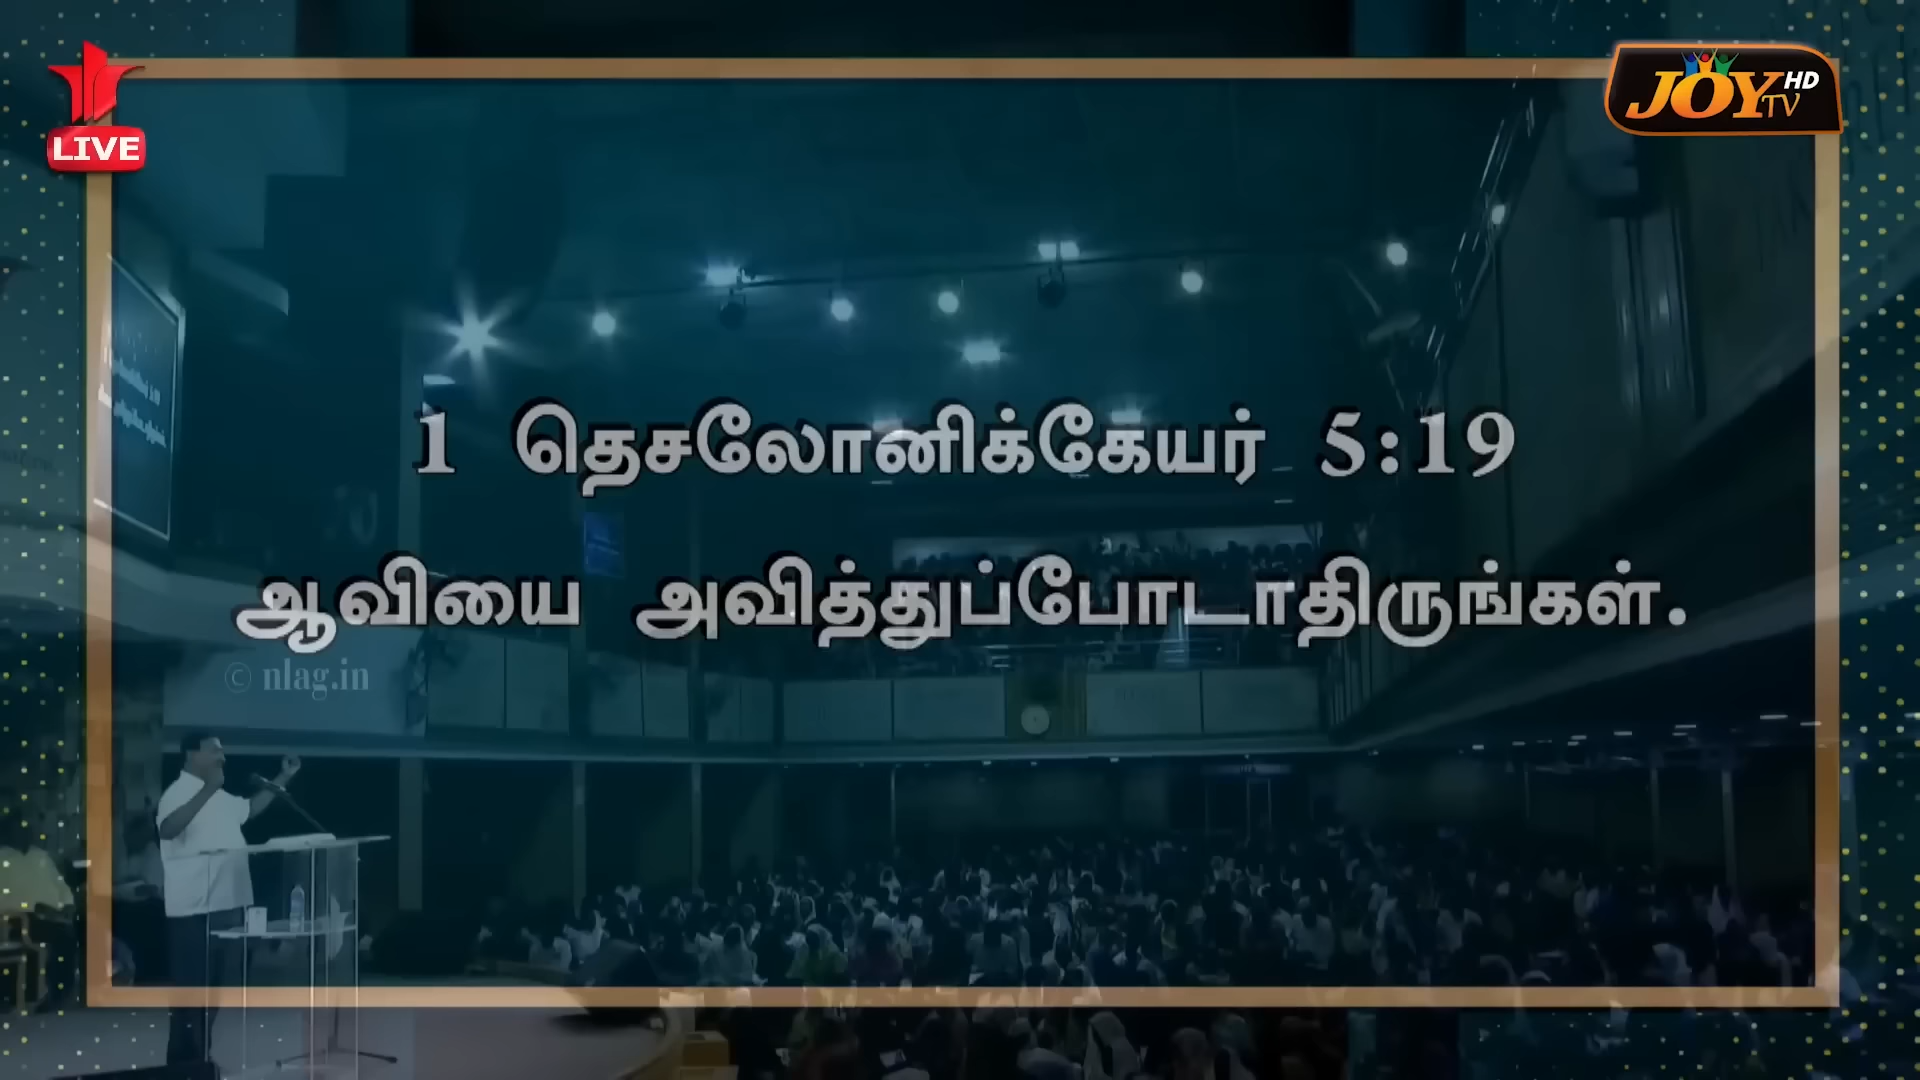 LIVE
JOY TV HD
1 தெசலோனிக்கேயர் 5:19
ஆவியை அவித்துப்போடாதிருங்கள்.
© nlag.in